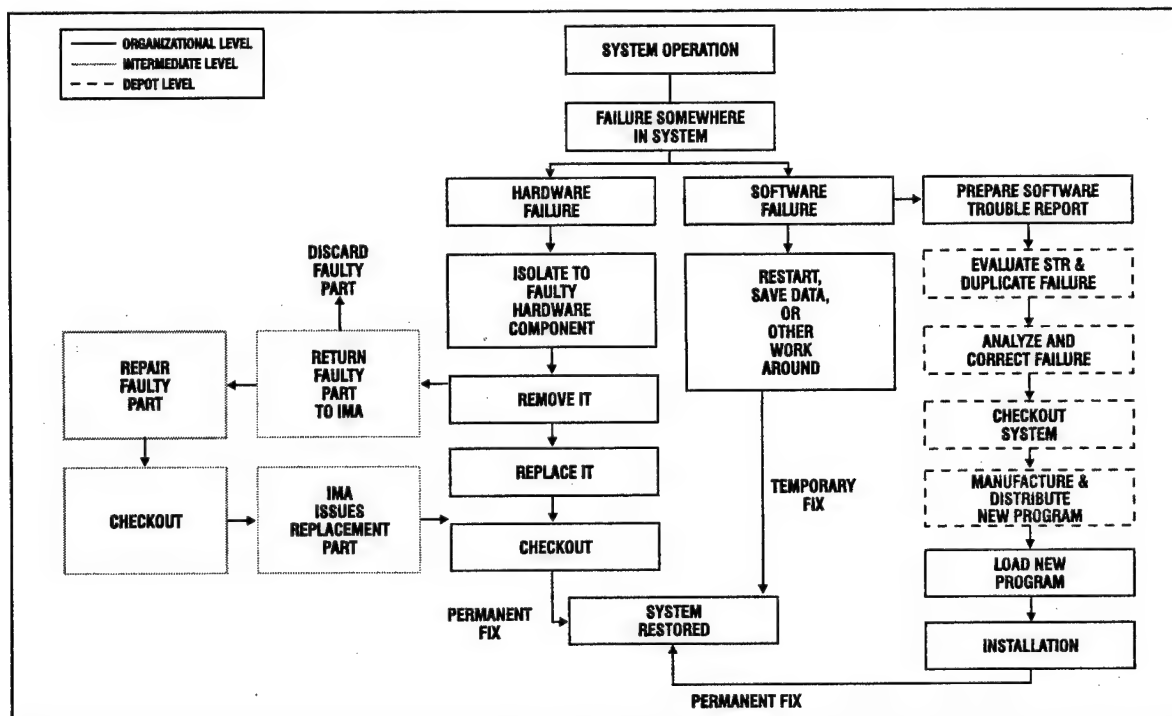 ORGANIZATIONAL LEVEL
INTERMEDIATE LEVEL
DEPOT LEVEL
SYSTEM OPERATION
FAILURE SOMEWHERE
IN SYSTEM
HARDWARE
FAILURE
SOFTWARE
FAILURE
PREPARE SOFTWARE
TROUBLE REPORT
DISCARD
FAULTY
PART
ISOLATE TO
FAULTY
HARDWARE
COMPONENT
RESTART,
SAVE DATA,
OR
OTHER
WORK
AROUND
EVALUATE STR &
DUPLICATE FAILURE
ANALYZE AND
CORRECT FAILURE
REPAIR
FAULTY
PART
RETURN
FAULTY
PART
TO IMA
REMOVE IT
CHECKOUT
SYSTEM
REPLACE IT
TEMPORARY
FIX
MANUFACTURE &
DISTRIBUTE
NEW PROGRAM
CHECKOUT
IMA
ISSUES
REPLACEMENT
PART
CHECKOUT
LOAD NEW
PROGRAM
PERMANENT
FIX
SYSTEM
RESTORED
INSTALLATION
PERMANENT FIX